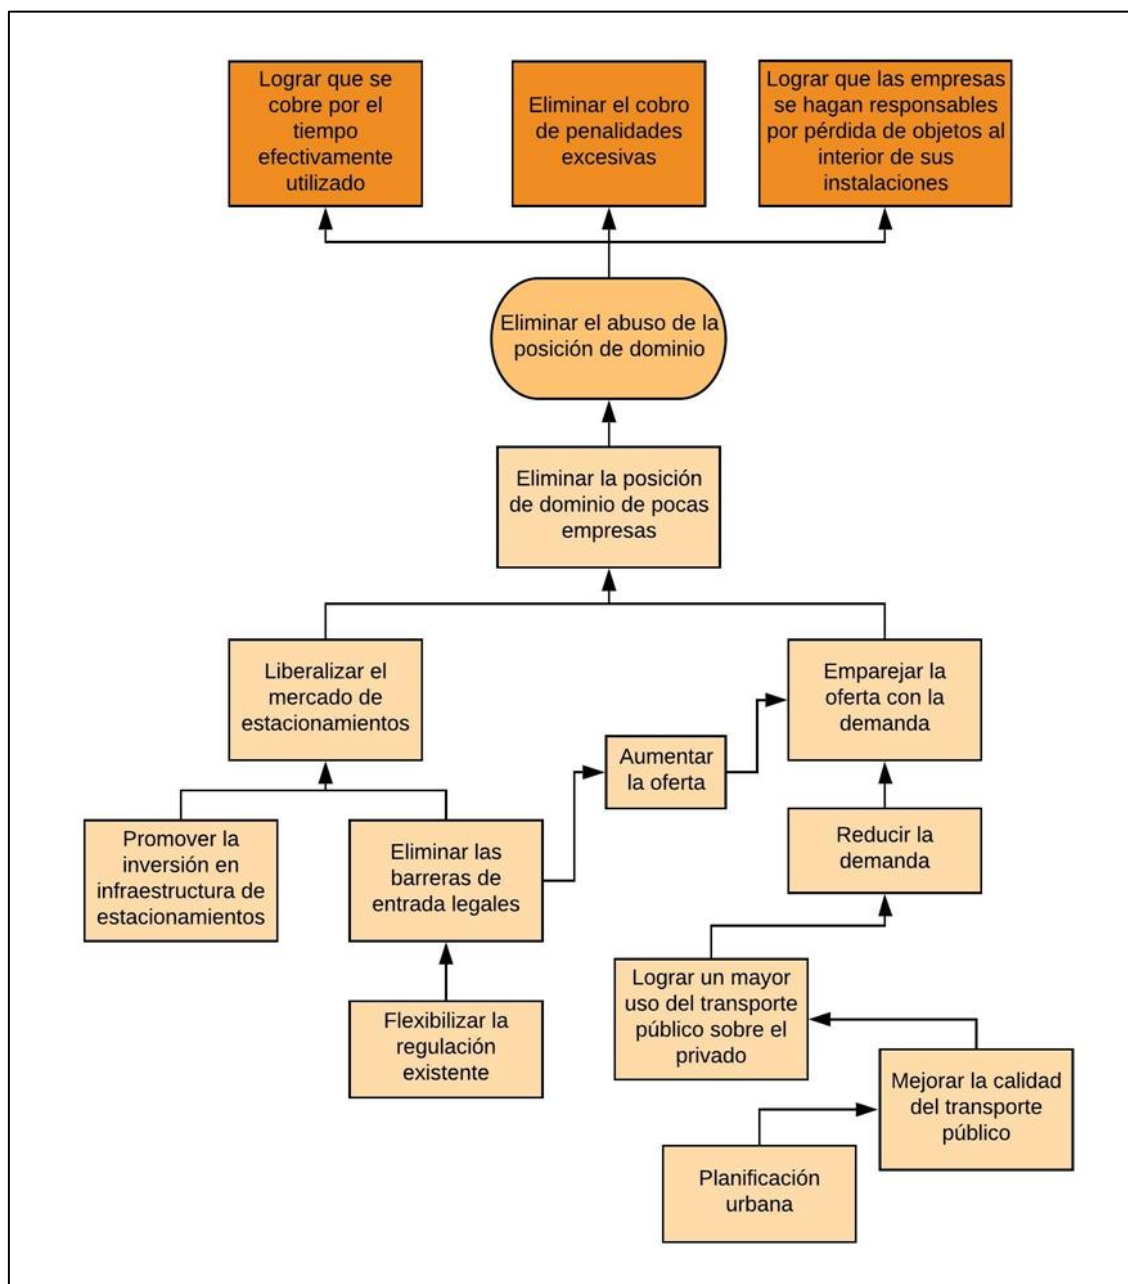 Lograr que se
cobre por el
tiempo
efectivamente
utilizado
Eliminar el cobro
de penalidades
excesivas
Lograr que las empresas
se hagan responsables
por pérdida de objetos al
interior de sus
instalaciones
Eliminar el abuso de la
posición de dominio
Eliminar la posición
de dominio de pocas
empresas
Liberalizar el
mercado de
estacionamientos
Emparejar la
oferta con la
demanda
Aumentar
la oferta
Promover la
inversión en
infraestructura de
estacionamientos
Eliminar las
barreras de
entrada legales
Reducir la
demanda
Flexibilizar la
regulación
existente
Lograr un mayor
uso del transporte
público sobre el
privado
Mejorar la calidad
del transporte
público
Planificación
urbana